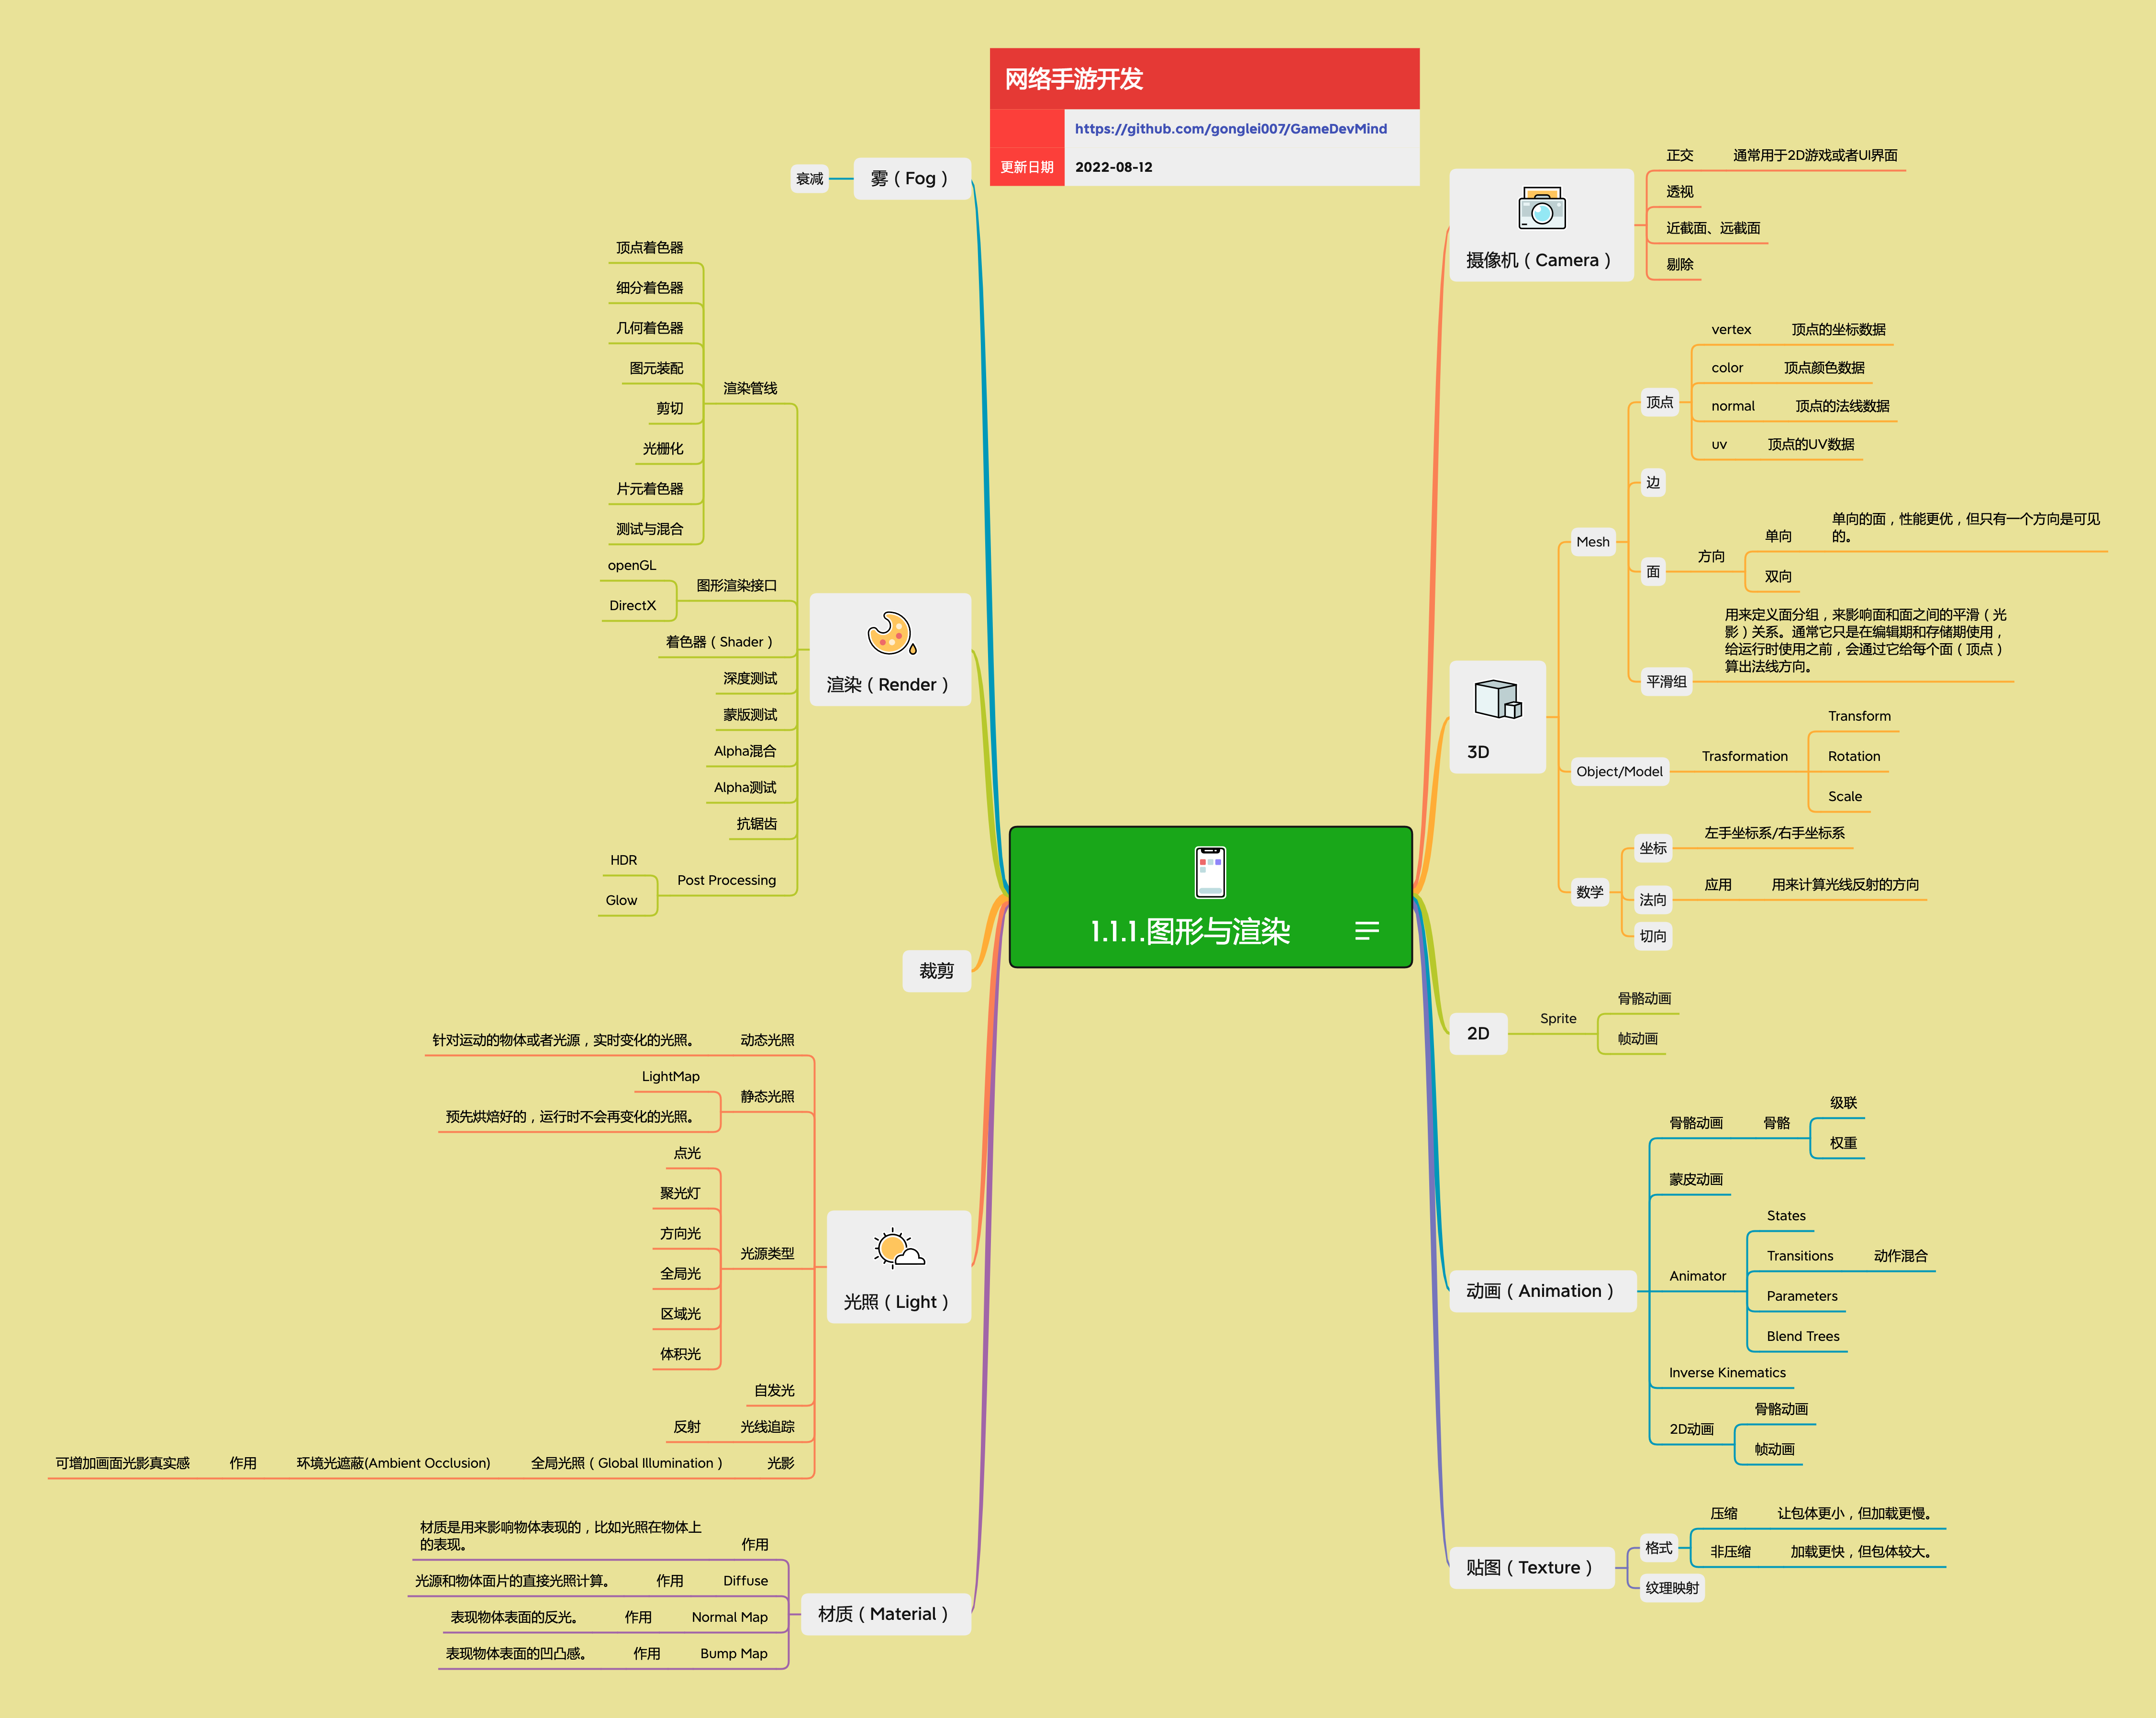 网络手游开发
https://github.com/gonglei007/GameDevMind
更新日期 2022-08-12
1.1.1.图形与渲染
摄像机（Camera）
正交 通常用于2D游戏或者UI界面
透视
近截面、远截面
剔除
3D
Mesh
顶点
vertex 顶点的坐标数据
color 顶点颜色数据
normal 顶点的法线数据
uv 顶点的UV数据
边
面
方向
单向
单向的面，性能更优，但只有一个方向是可见
的。
双向
平滑组
用来定义面分组，来影响面和面之间的平滑（光
影）关系。通常它只是在编辑期和存储期使用，
给运行时使用之前，会通过它给每个面（顶点）
算出法线方向。
Object/Model
Trasformation
Transform
Rotation
Scale
数学
坐标 左手坐标系/右手坐标系
法向 应用 用来计算光线反射的方向
切向
2D
Sprite
骨骼动画
帧动画
动画（Animation）
骨骼动画 骨骼
级联
权重
蒙皮动画
Animator
States
Transitions 动作混合
Parameters
Blend Trees
Inverse Kinematics
2D动画
骨骼动画
帧动画
贴图（Texture）
格式
压缩 让包体更小，但加载更慢。
非压缩 加载更快，但包体较大。
纹理映射
雾（Fog）
衰减
渲染（Render）
渲染管线
顶点着色器
细分着色器
几何着色器
图元装配
剪切
光栅化
片元着色器
测试与混合
图形渲染接口
openGL
DirectX
着色器（Shader）
深度测试
蒙版测试
Alpha混合
Alpha测试
抗锯齿
Post Processing
HDR
Glow
裁剪
光照（Light）
动态光照
针对运动的物体或者光源，实时变化的光照。
静态光照
LightMap
预先烘焙好的，运行时不会再变化的光照。
光源类型
点光
聚光灯
方向光
全局光
区域光
体积光
自发光
光线追踪
反射
光影
全局光照（Global Illumination）
环境光遮蔽(Ambient Occlusion)
作用
可增加画面光影真实感
材质（Material）
作用
材质是用来影响物体表现的，比如光照在物体上
的表现。
Diffuse
作用
光源和物体面片的直接光照计算。
Normal Map
作用
表现物体表面的反光。
Bump Map
作用
表现物体表面的凹凸感。